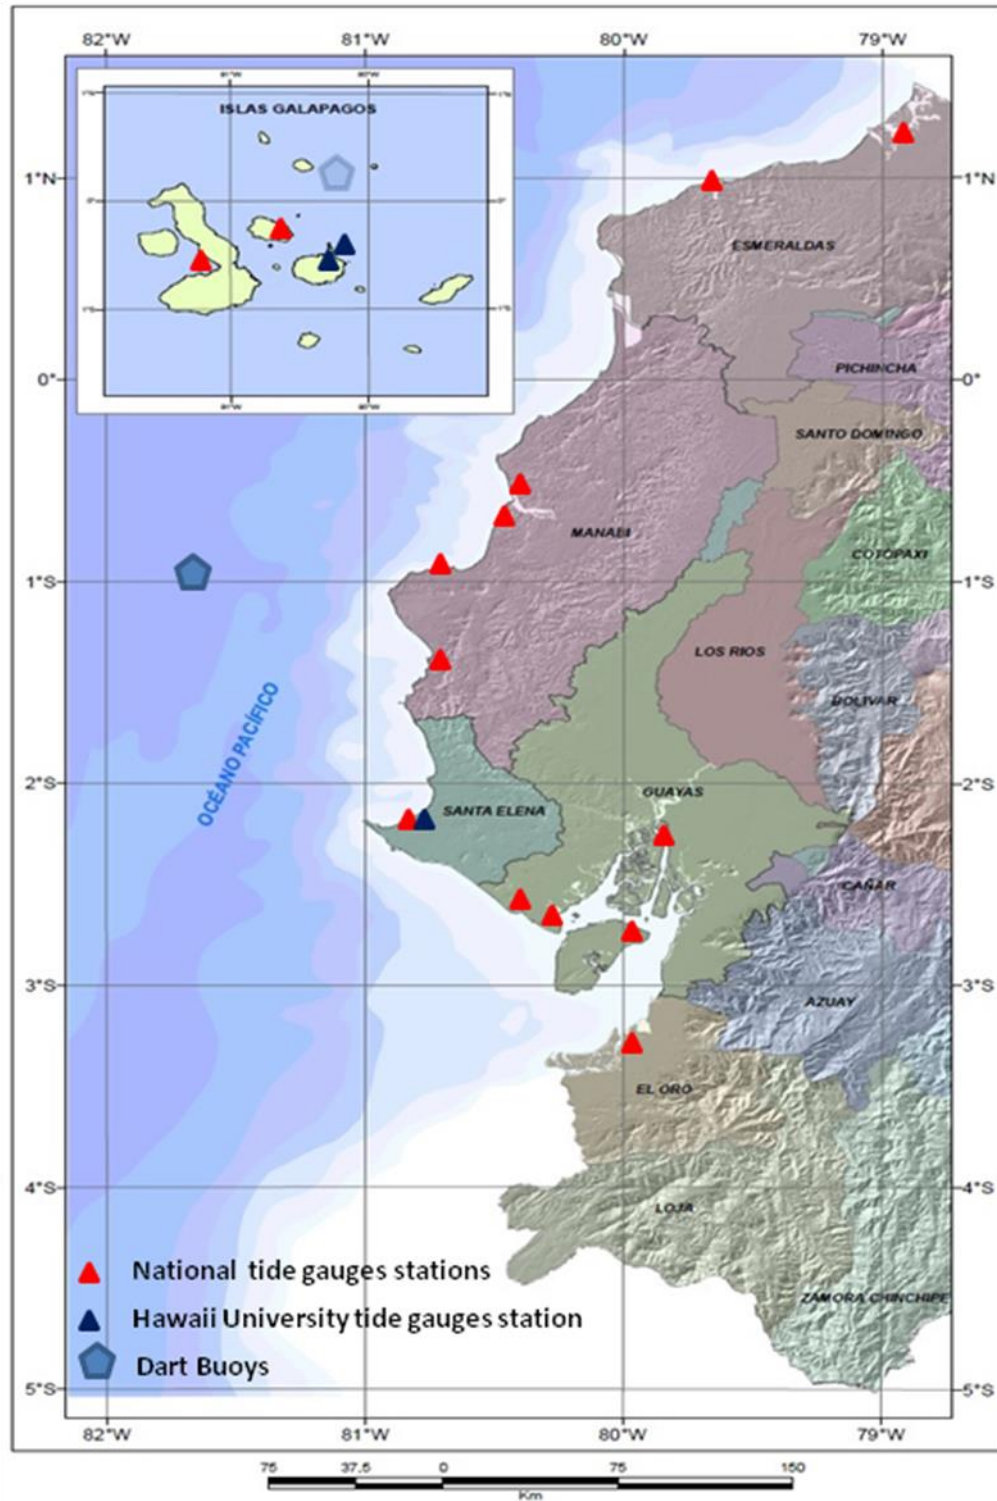 82°W 81°W 80°W 79°W
ISLAS GALAPAGOS
1°N 1°N
ESMERALDAS
PICHINCHA
0° 0°
SANTO DOMINGO
MANABI
COTOPAXI
1°S 1°S
LOS RIOS
BOLIVAR
OCÉANO PACÍFICO
2°S 2°S
GUAYAS
SANTA ELENA
CAÑAR
3°S 3°S
AZUAY
EL ORO
4°S 4°S
LOJA
National tide gauges stations
ZAMORA CHINCHIPE
Hawaii University tide gauges station
Dart Buoys
5°S 5°S
82°W 81°W 80°W 79°W
75 37.5 0 75 150
Km